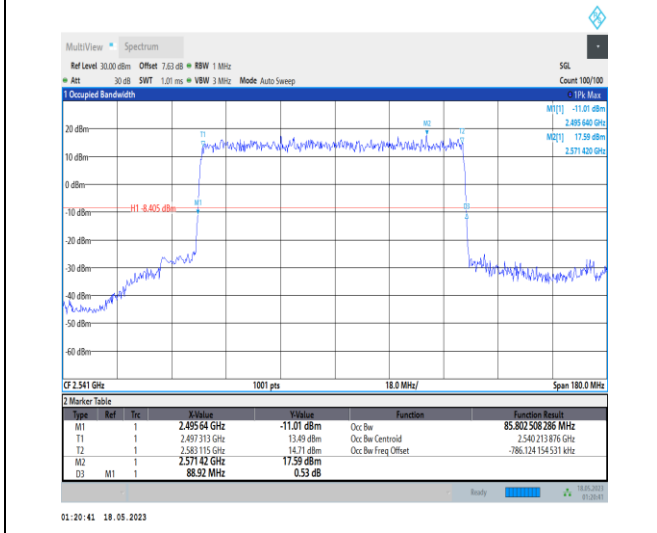 MultiView Spectrum
Ref Level 30.00 dBm Offset 7.63 dB RBW 1 MHz SGL
Att 30 dB SWT 1.01 ms VBW 3 MHz Mode Auto Sweep Count 100/100
1 Occupied Bandwidth 1Pk Max
M1[1] -11.01 dBm
2.495 640 GHz
M2[1] 17.59 dBm
2.571 420 GHz
20 dBm
10 dBm
0 dBm
-10 dBm
-20 dBm
-30 dBm
-40 dBm
-50 dBm
-60 dBm
H1 -8.405 dBm
T1
M2
T2
M1
D3
CF 2.541 GHz 1001 pts 18.0 MHz/ Span 180.0 MHz
2 Marker Table
Type Ref Trc X-Value Y-Value Function Function Result
M1 1 2.495 64 GHz -11.01 dBm Occ Bw 85.802 508 286 MHz
T1 1 2.497 313 GHz 13.49 dBm Occ Bw Centroid 2.540 213 876 GHz
T2 1 2.583 115 GHz 14.71 dBm Occ Bw Freq Offset -786.124 154 531 kHz
M2 1 2.571 42 GHz 17.59 dBm
D3 M1 1 88.92 MHz 0.53 dB
Ready 18.05.2023
01:20:41
01:20:41 18.05.2023